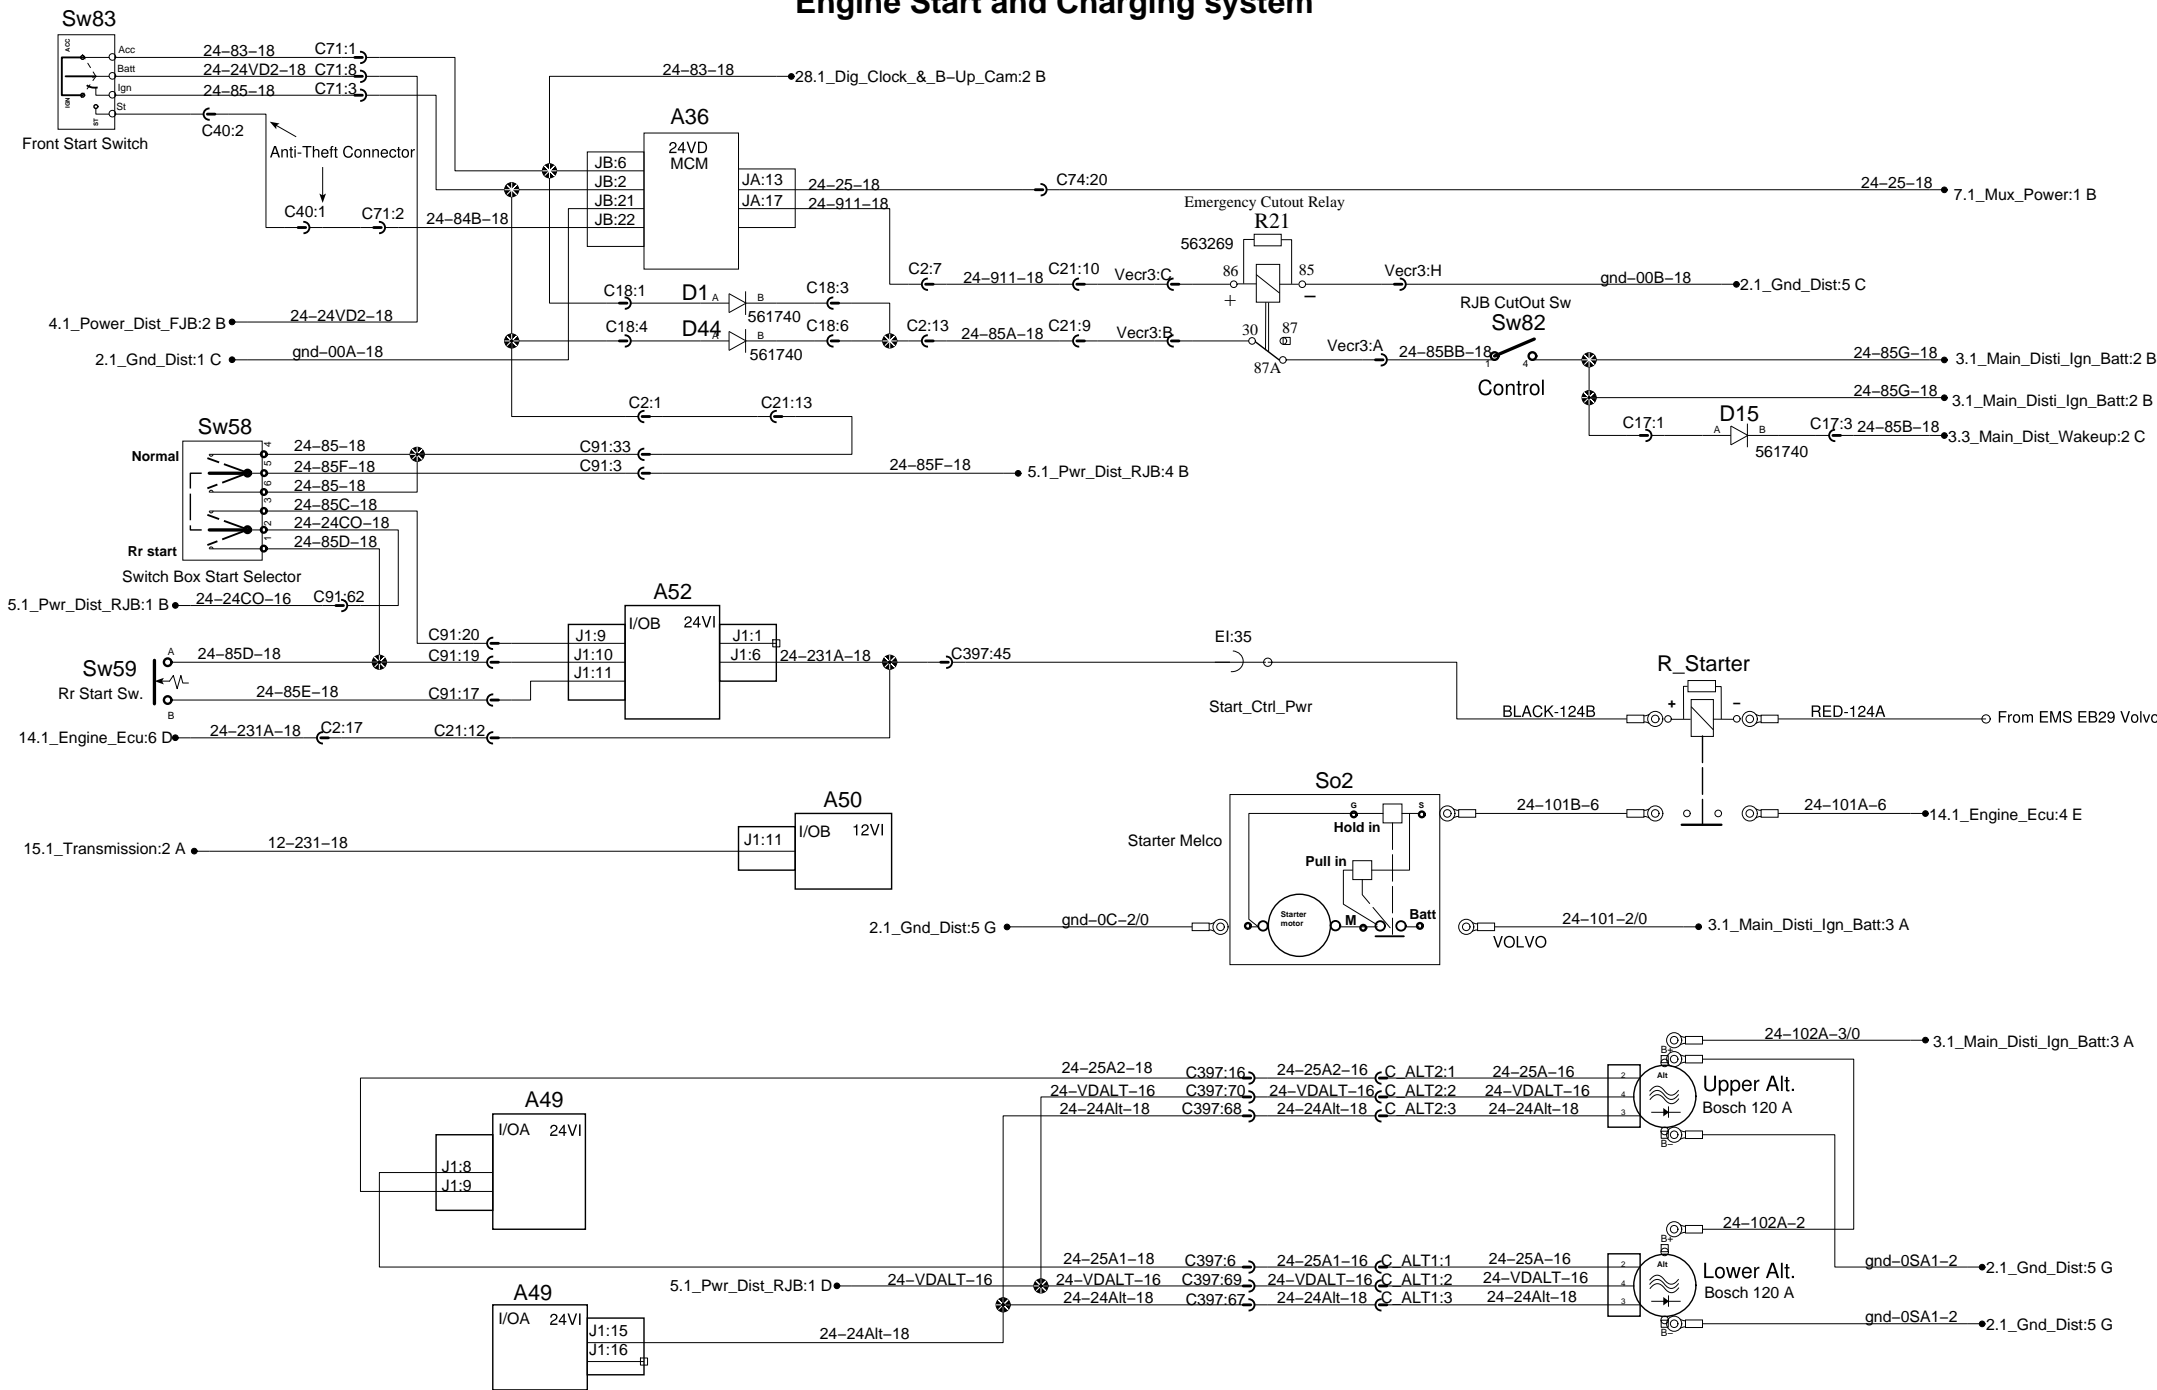 Engine Start and Charging system
Sw83
ACC
IGN
ST
Acc
24–83–18
C71:1
Batt
24–24VD2–18
C71:8
Ign
24–85–18
C71:3
St
C40:2
Front Start Switch
Anti-Theft Connector
C40:1
C71:2
24–84B–18
24–83–18
28.1_Dig_Clock_&_B–Up_Cam:2 B
A36
24VD
MCM
JB:6
JB:2
JB:21
JB:22
JA:13
JA:17
24–25–18
24–911–18
C74:20
24–25–18
7.1_Mux_Power:1 B
Emergency Cutout Relay
R21
563269
C2:7
24–911–18
C21:10
Vecr3:C
86
85
+
–
Vecr3:H
gnd–00B–18
2.1_Gnd_Dist:5 C
C18:1
D1
A
B
561740
C18:3
4.1_Power_Dist_FJB:2 B
24–24VD2–18
C18:4
D44
A
B
561740
C18:6
C2:13
24–85A–18
C21:9
Vecr3:B
30
87
87A
2.1_Gnd_Dist:1 C
gnd–00A–18
RJB CutOut Sw
Sw82
Vecr3:A
24–85BB–18
1
4
Control
24–85G–18
3.1_Main_Disti_Ign_Batt:2 B
24–85G–18
3.1_Main_Disti_Ign_Batt:2 B
C17:1
D15
A
B
561740
C17:3
24–85B–18
3.3_Main_Dist_Wakeup:2 C
C2:1
C21:13
Sw58
Normal
Rr start
4
5
6
3
2
1
24–85–18
C91:33
24–85F–18
C91:3
24–85F–18
5.1_Pwr_Dist_RJB:4 B
24–85–18
24–85C–18
24–24CO–18
24–85D–18
Switch Box Start Selector
5.1_Pwr_Dist_RJB:1 B
24–24CO–16
C91:62
A52
I/OB
24VI
J1:9
J1:10
J1:11
J1:1
J1:6
C91:20
Sw59
Rr Start Sw.
A
B
24–85D–18
C91:19
24–85E–18
C91:17
24–231A–18
C397:45
EI:35
Start_Ctrl_Pwr
14.1_Engine_Ecu:6 D
24–231A–18
C2:17
C21:12
R_Starter
BLACK-124B
+
–
RED-124A
From EMS EB29 Volvo
A50
I/OB
12VI
J1:11
15.1_Transmission:2 A
12–231–18
So2
Starter Melco
G
S
Hold in
Pull in
Starter
motor
M
Batt
24–101B–6
24–101A–6
14.1_Engine_Ecu:4 E
2.1_Gnd_Dist:5 G
gnd–0C–2/0
VOLVO
24–101–2/0
3.1_Main_Disti_Ign_Batt:3 A
24–102A–3/0
3.1_Main_Disti_Ign_Batt:3 A
24–25A2–18
C397:16
24–25A2–16
C_ALT2:1
24–25A–16
24–VDALT–16
C397:70
24–VDALT–16
C_ALT2:2
24–VDALT–16
24–24Alt–18
C397:68
24–24Alt–18
C_ALT2:3
24–24Alt–18
2
4
3
B+
Alt
B–
Upper Alt.
Bosch 120 A
A49
I/OA
24VI
J1:8
J1:9
24–102A–2
24–25A1–18
C397:6
24–25A1–16
C_ALT1:1
24–25A–16
5.1_Pwr_Dist_RJB:1 D
24–VDALT–16
24–VDALT–16
C397:69
24–VDALT–16
C_ALT1:2
24–VDALT–16
24–24Alt–18
C397:67
24–24Alt–18
C_ALT1:3
24–24Alt–18
2
4
3
B+
Alt
B–
Lower Alt.
Bosch 120 A
gnd–0SA1–2
2.1_Gnd_Dist:5 G
gnd–0SA1–2
2.1_Gnd_Dist:5 G
A49
I/OA
24VI
J1:15
J1:16
24–24Alt–18